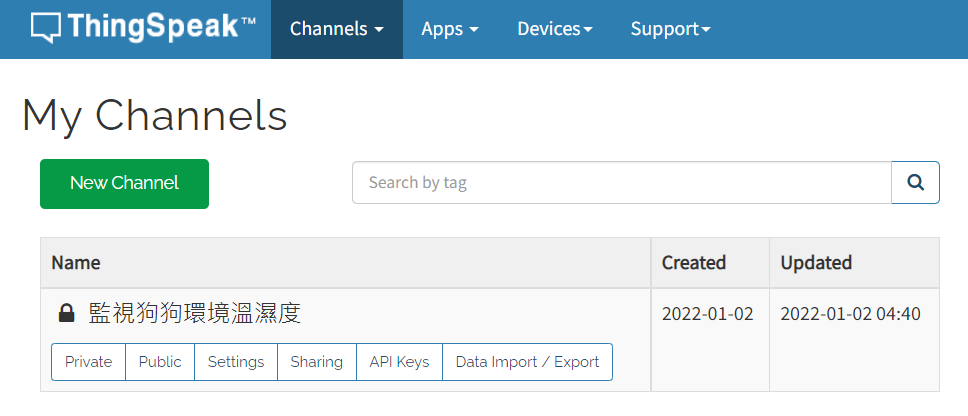 ThingSpeak™ Channels Apps Devices Support
My Channels
New Channel Search by tag
Name Created Updated
監視狗狗環境溫濕度 2022-01-02 2022-01-02 04:40
Private Public Settings Sharing API Keys Data Import / Export